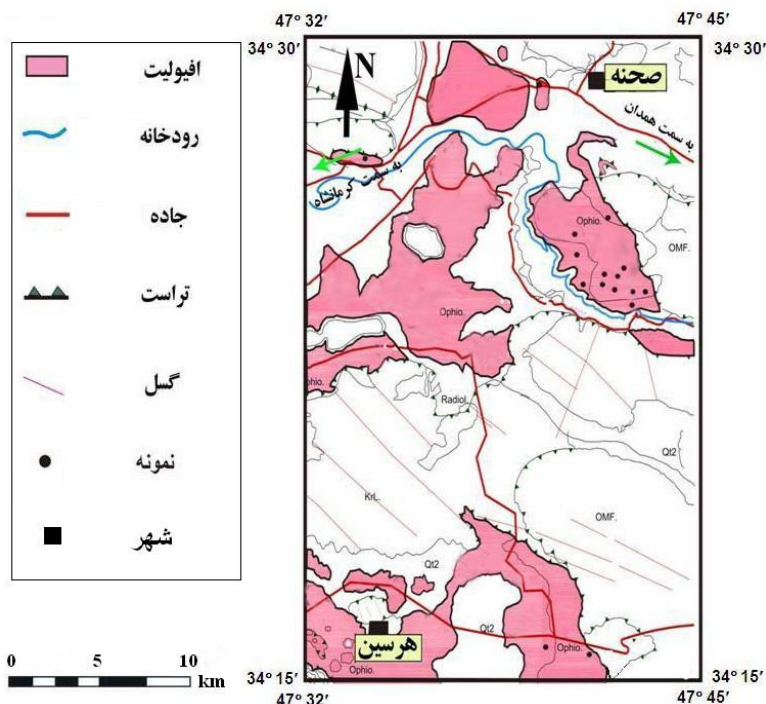 47° 32′
47° 45′
34° 30′
34° 30′
افیولیت
رودخانه
جاده
تراست
گسل
نمونه
شهر
N
صحنه
به سمت همدان
به سمت کرمانشاه
Ophio.
OMF.
Ophio.
phio.
Radiol.
Qt2
KrL.
OMF.
Qt2
Qt2
هرسین
Ophio.
Ophio.
0 5 10
km
34° 15′
34° 15′
47° 32′
47° 45′